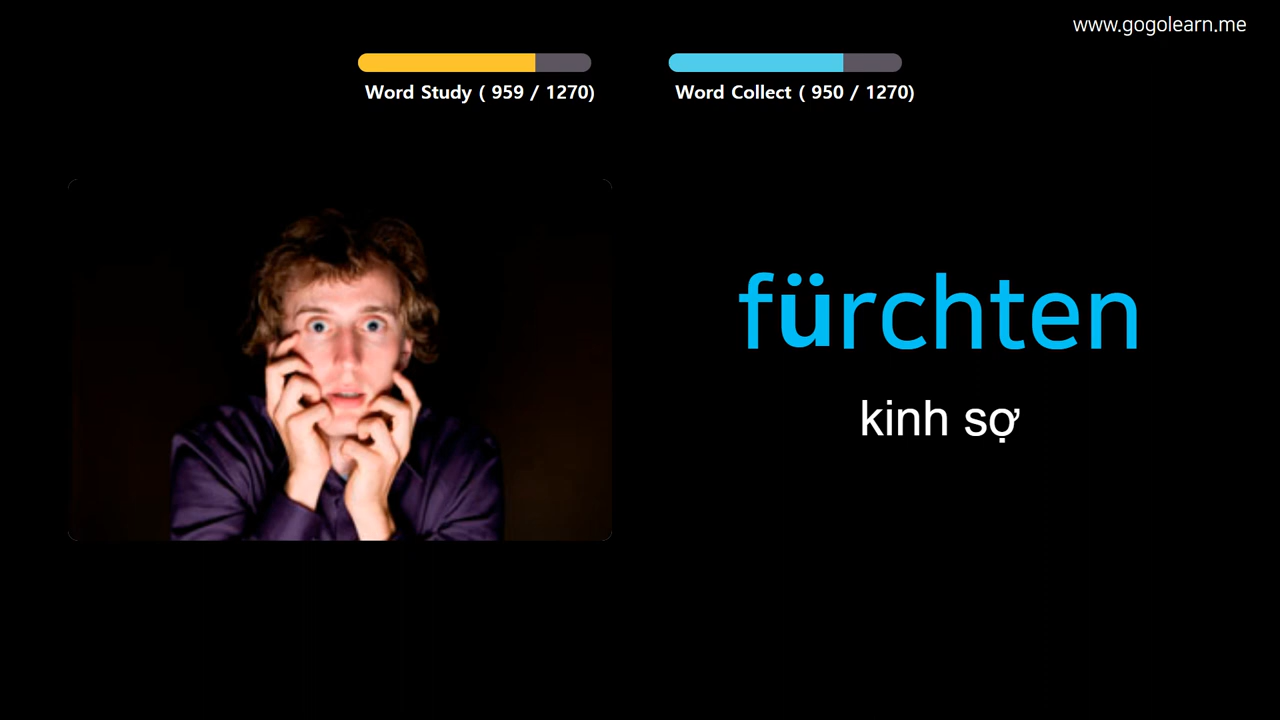 www.gogolearn.me
Word Study ( 959 / 1270)
Word Collect ( 950 / 1270)
fürchten
kinh sợ